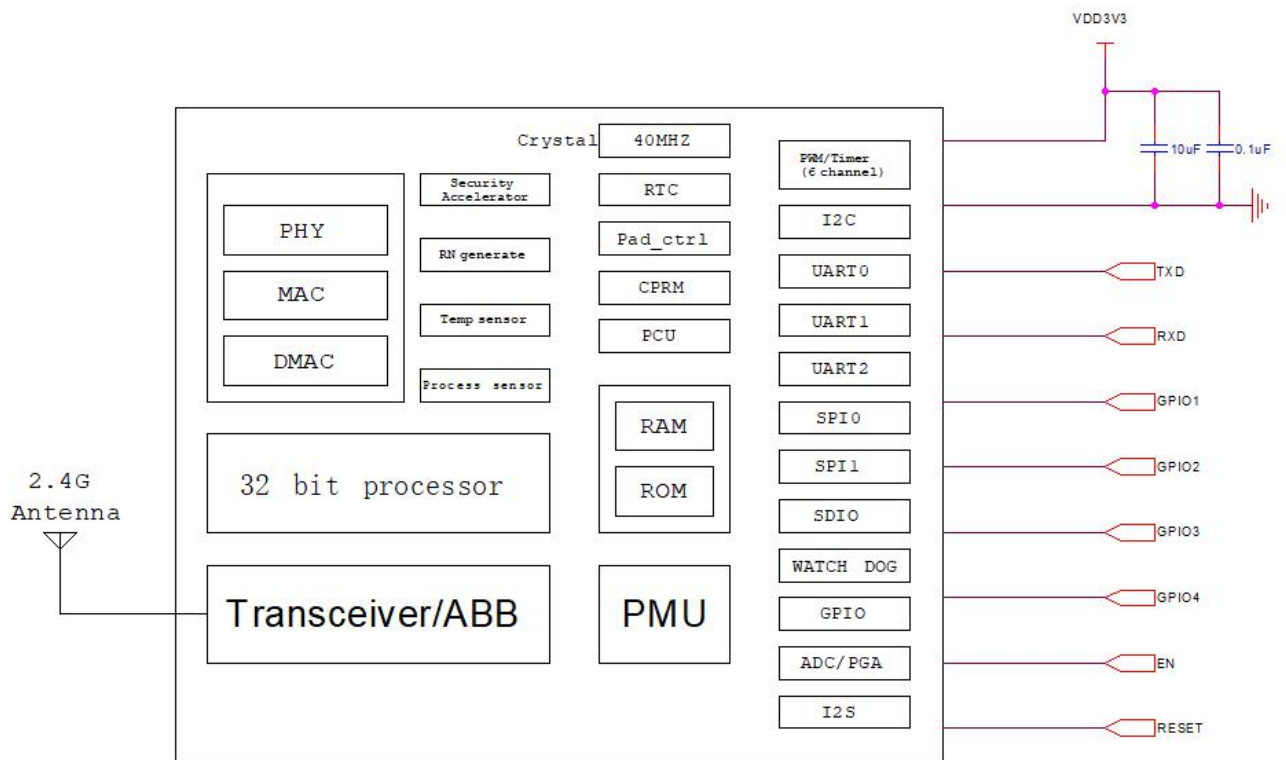 VDD3V3
10uF
0.1uF
Crystal
40MHZ
PWM/Timer
(6 channel)
Security
Accelerator
RTC
PHY
Pad_ctrl
I2C
RN generate
MAC
CPRM
UART0
TXD
Temp sensor
PCU
UART1
RXD
DMAC
Process sensor
UART2
GPIO1
RAM
SPI0
32 bit processor
ROM
SPI1
GPIO2
2.4G
Antenna
SDIO
GPIO3
WATCH DOG
Transceiver/ABB
PMU
GPIO
GPIO4
ADC/PGA
EN
I2S
RESET